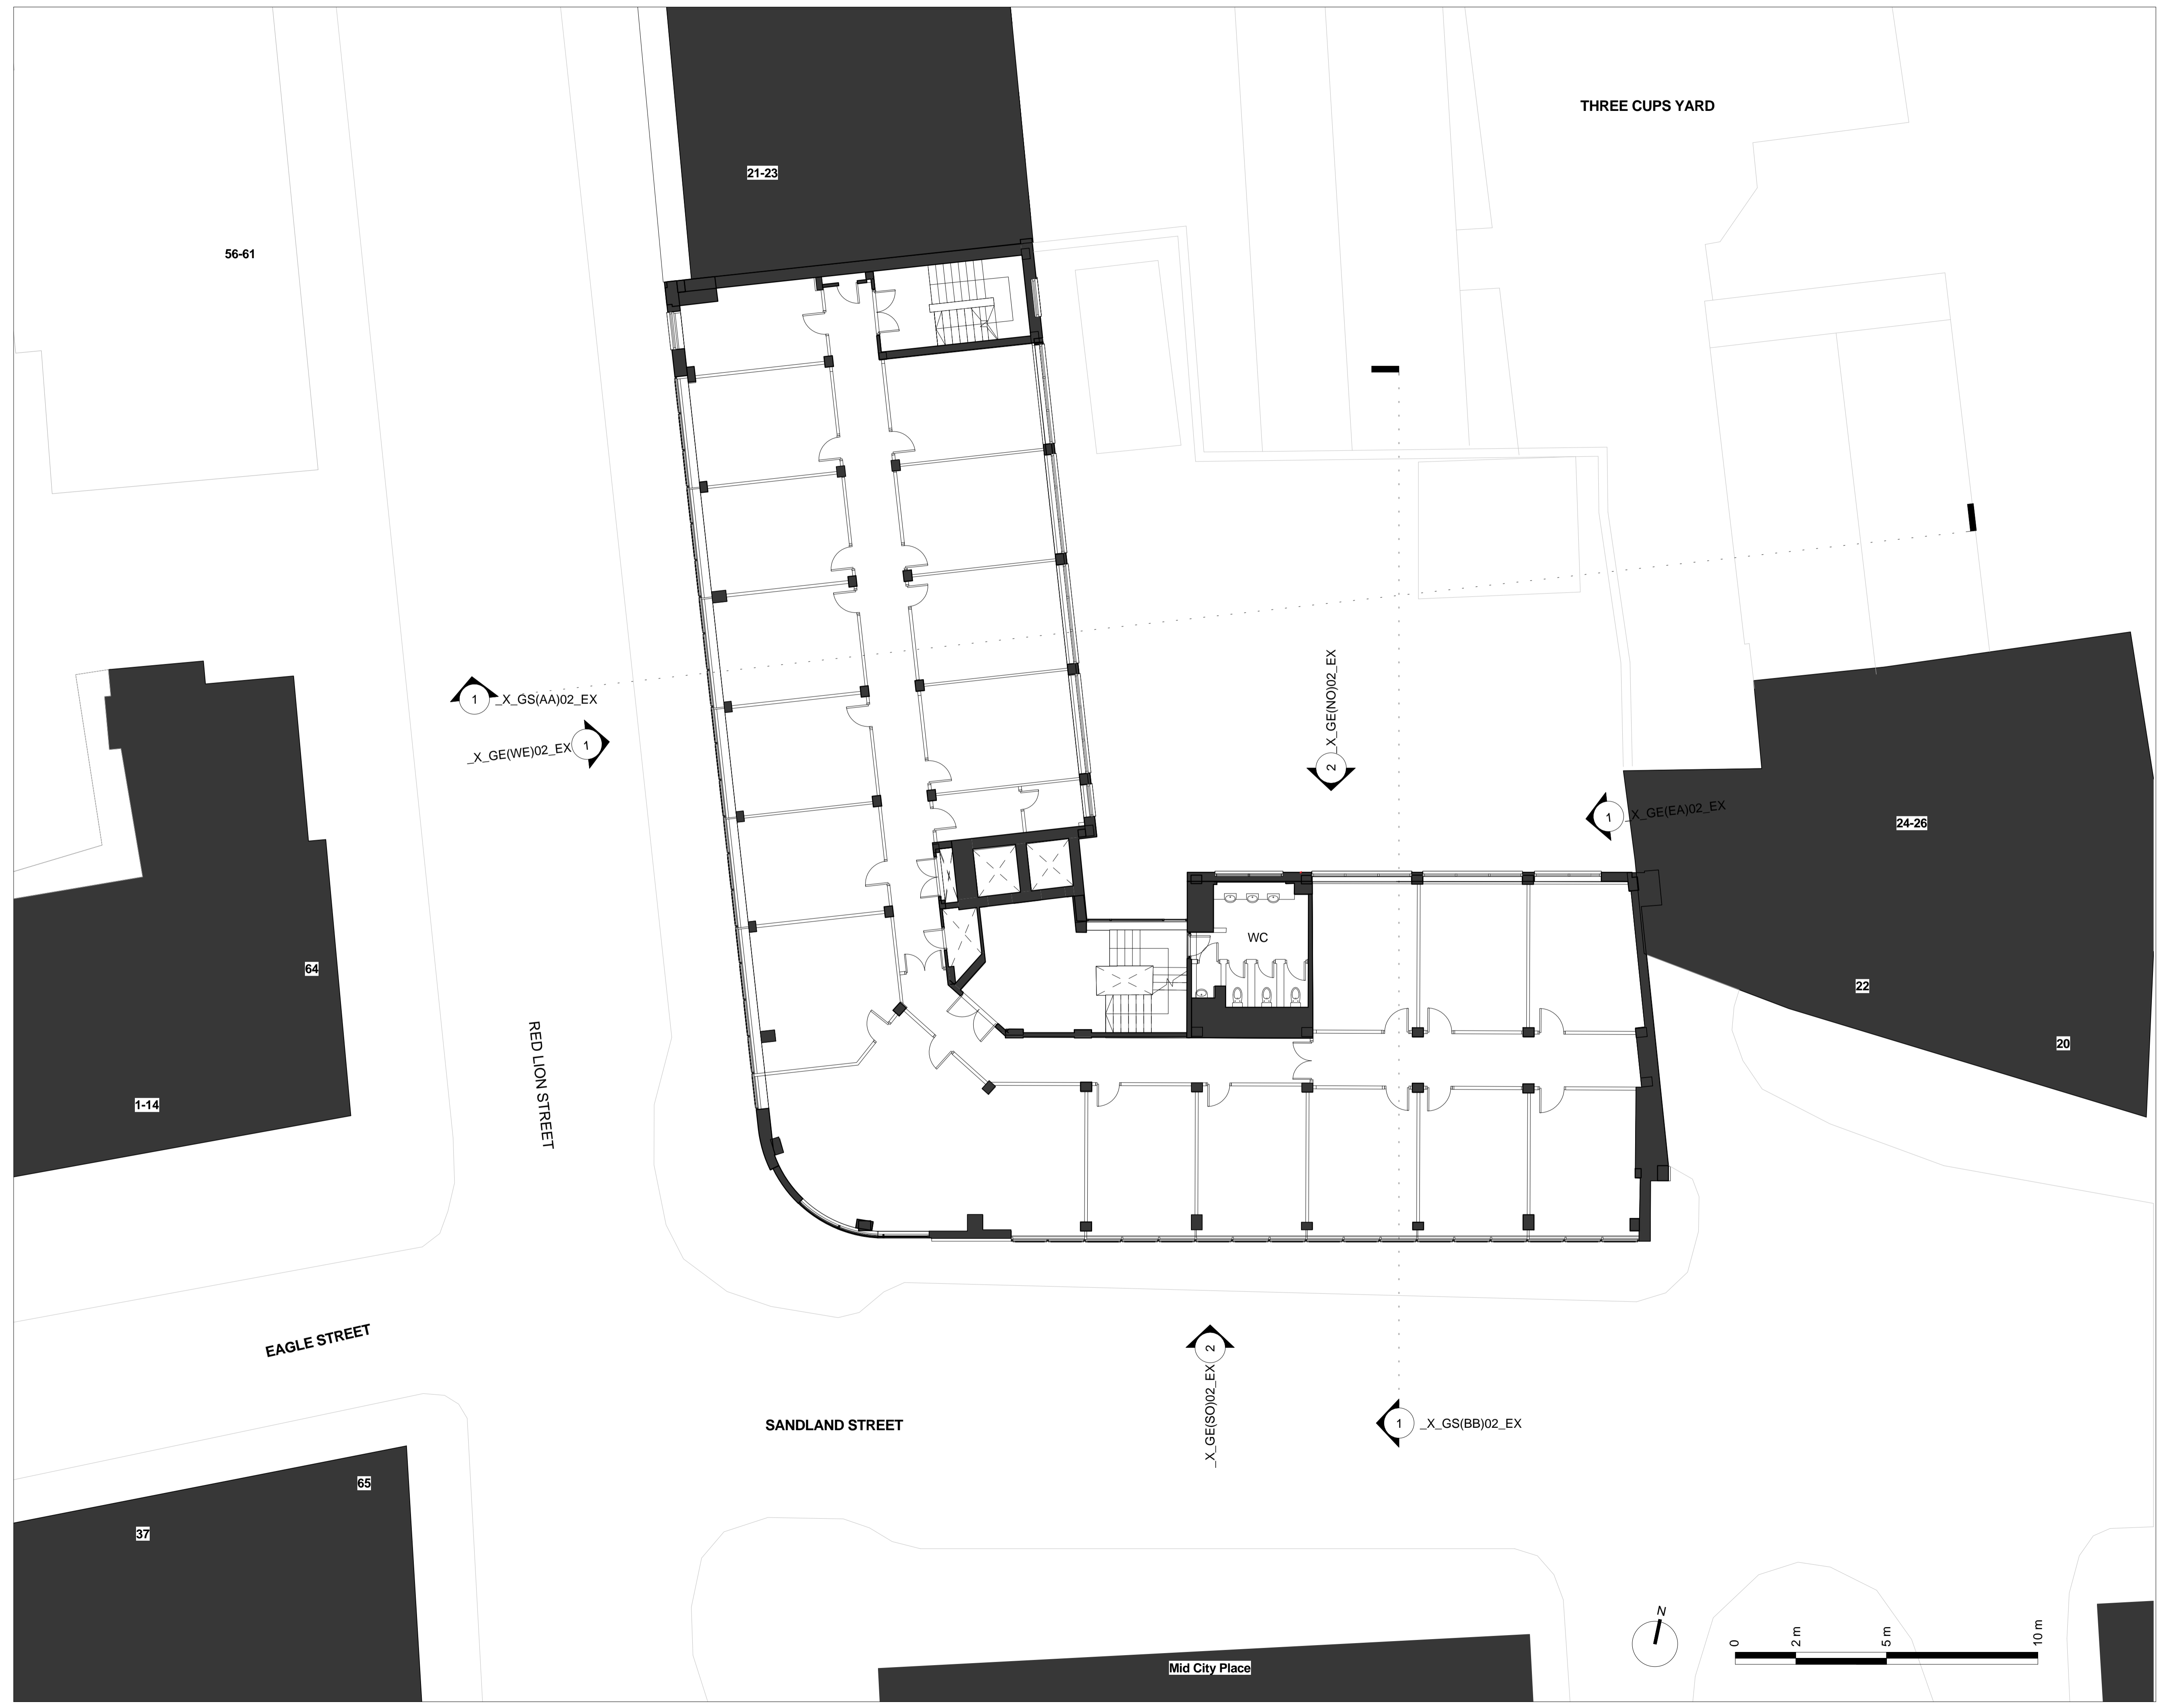 THREE CUPS YARD
21-23
56-61
_X_GE(NO)02_EX
2
1
_X_GS(AA)02_EX
_X_GE(WE)02_EX
1
1
_X_GE(EA)02_EX
24-26
WC
64
22
20
1-14
RED LION STREET
EAGLE STREET
2
_X_GE(SO)02_EX
SANDLAND STREET
1
_X_GS(BB)02_EX
65
37
Mid City Place
N
0
2 m
5 m
10 m